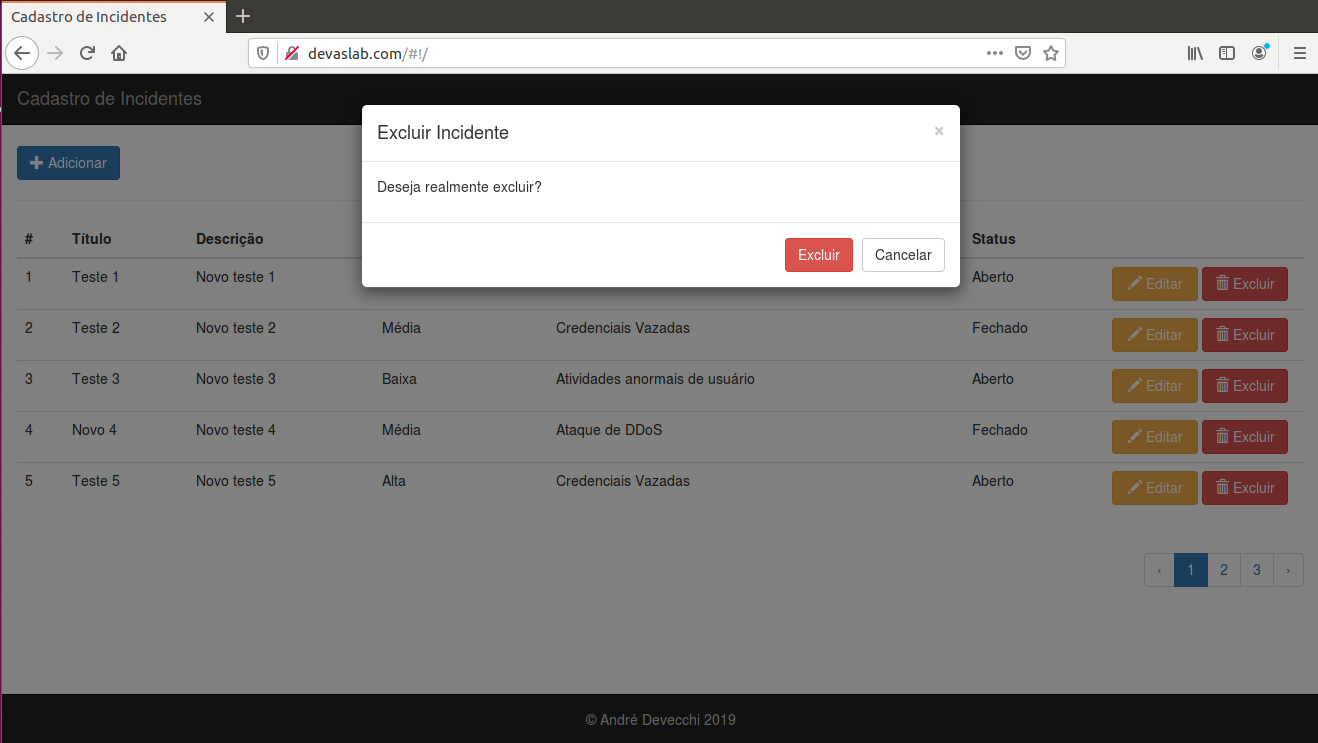 Cadastro de Incidentes
devaslab.com/#!/
Cadastro de Incidentes
Excluir Incidente ×
Deseja realmente excluir?
Excluir Cancelar
Adicionar
# Título Descrição Status
1 Teste 1 Novo teste 1 Aberto Editar Excluir
2 Teste 2 Novo teste 2 Média Credenciais Vazadas Fechado Editar Excluir
3 Teste 3 Novo teste 3 Baixa Atividades anormais de usuário Aberto Editar Excluir
4 Novo 4 Novo teste 4 Média Ataque de DDoS Fechado Editar Excluir
5 Teste 5 Novo teste 5 Alta Credenciais Vazadas Aberto Editar Excluir
‹ 1 2 3 ›
© André Devecchi 2019